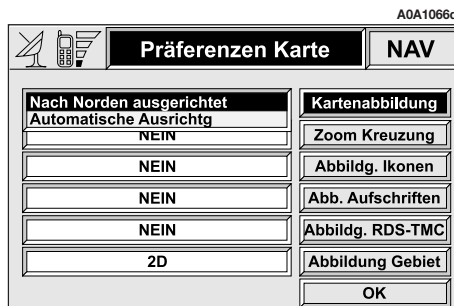 A0A1066d
Präferenzen Karte NAV
Nach Norden ausgerichtet Kartenabbildung
Automatische Ausrichtg
NEIN Zoom Kreuzung
NEIN Abbildg. Ikonen
NEIN Abb. Aufschriften
NEIN Abbildg. RDS-TMC
2D Abbildung Gebiet
OK